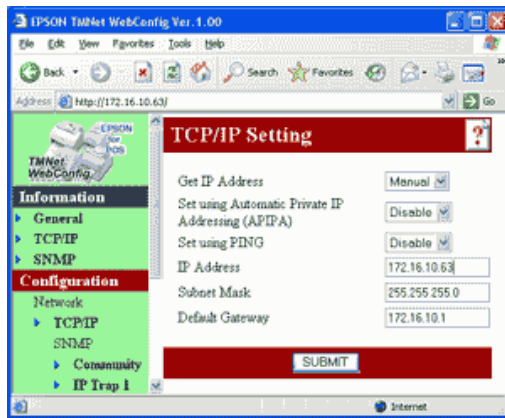 EPSON TMNet WebConfig Ver.1.00
File Edit View Favorites Tools Help
Back Search Favorites
Address http://172.16.10.63/ Go
EPSON
for
POS
TMNet
WebConfig
Information
General
TCP/IP
SNMP
Configuration
Network
TCP/IP
SNMP
Community
IP Trap 1
TCP/IP Setting ?
Get IP Address Manual
Set using Automatic Private IP
Addressing (APIPA) Disable
Set using PING Disable
IP Address 172.16.10.63
Subnet Mask 255.255.255.0
Default Gateway 172.16.10.1
SUBMIT
Internet